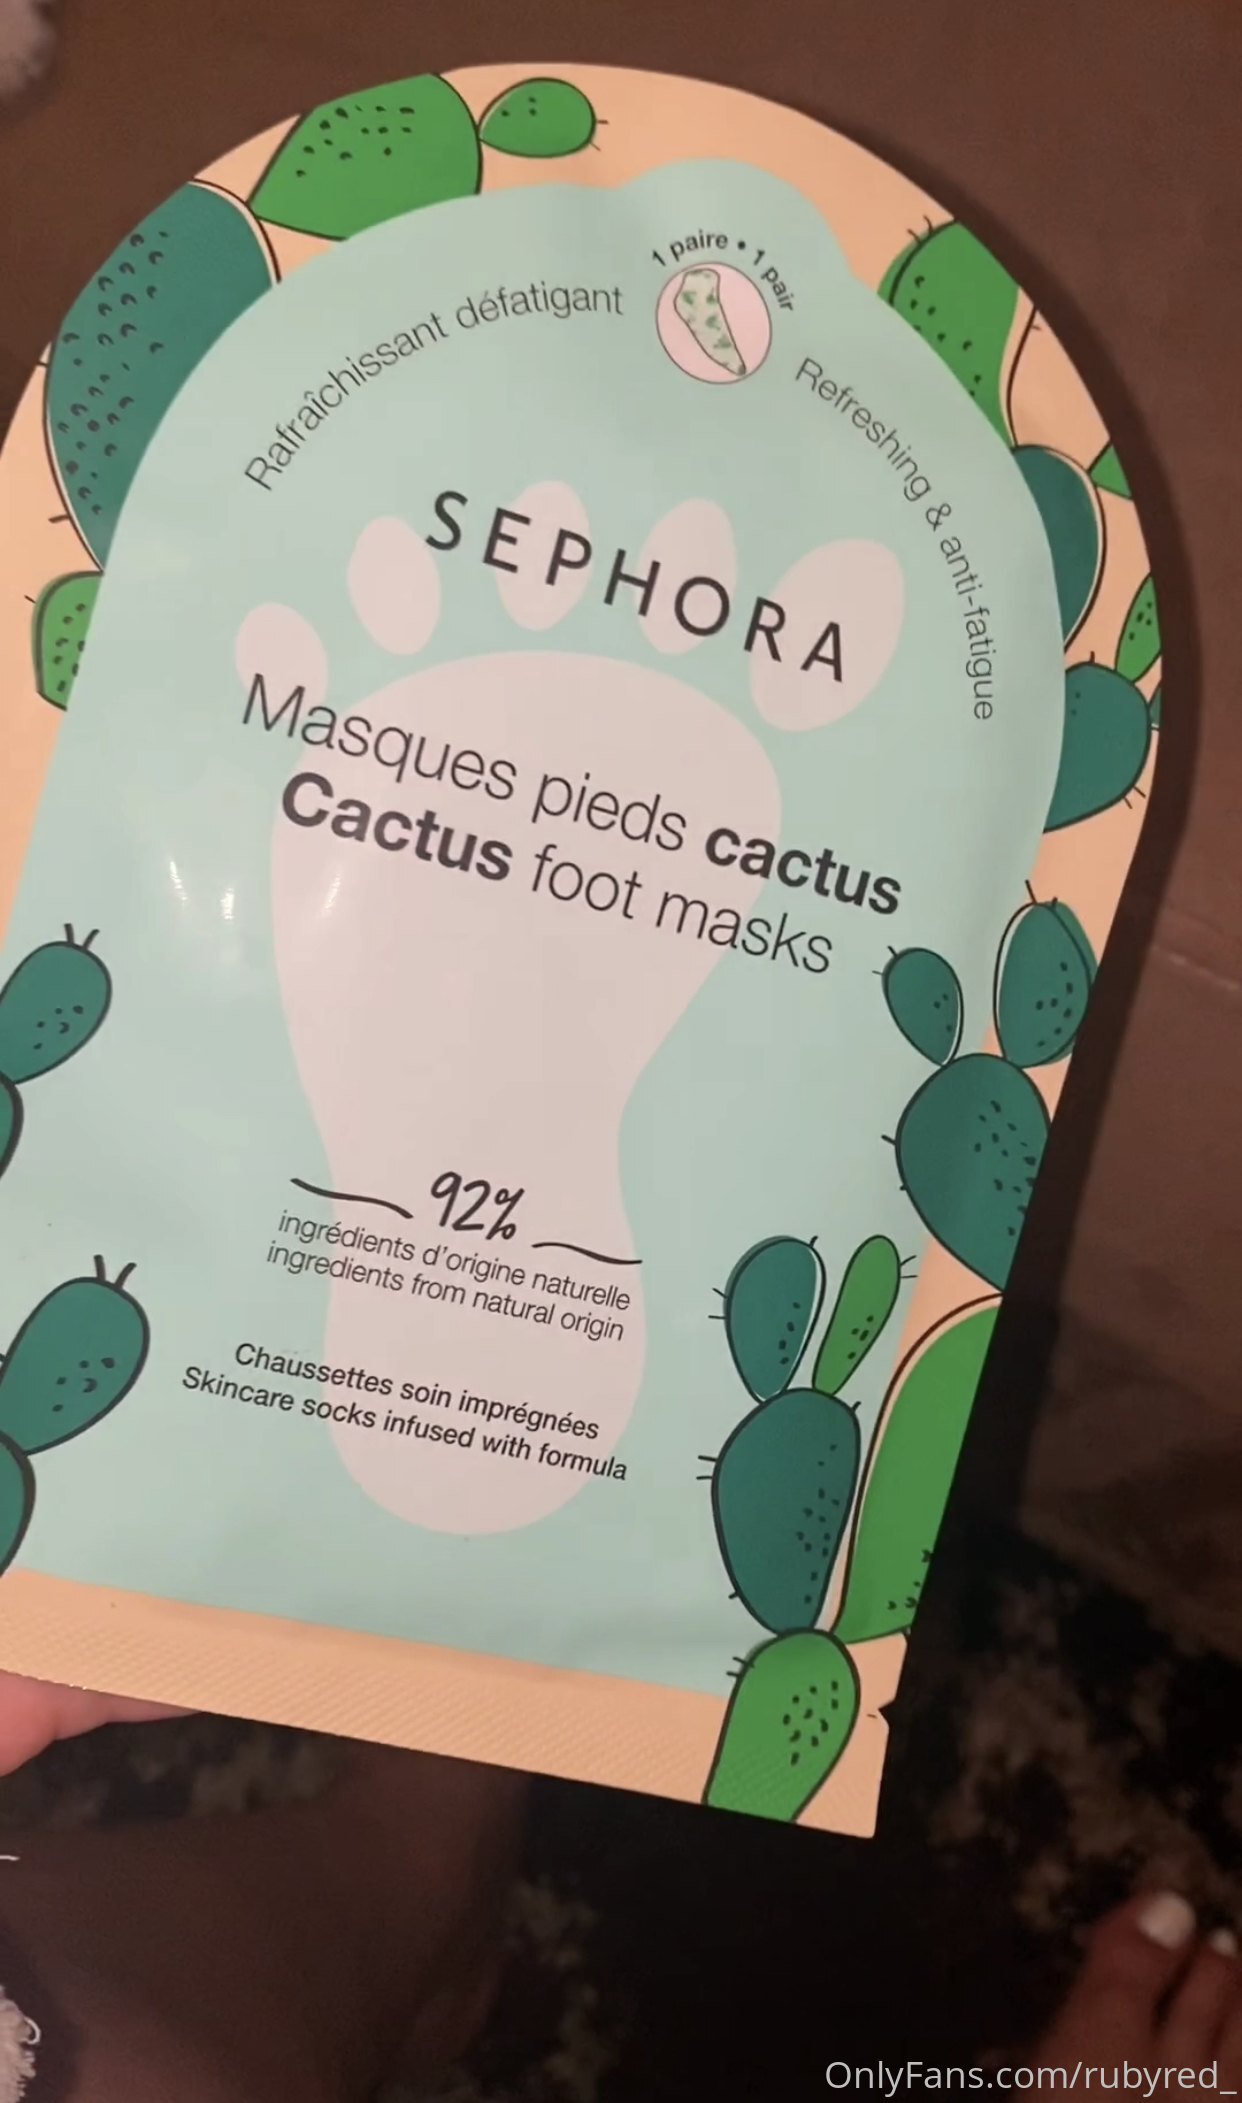 1 paire • 1 pair
Rafraîchissant défatigant
Refreshing & anti-fatigue
SEPHORA
Masques pieds cactus
Cactus foot masks
92%
ingrédients d'origine naturelle
ingredients from natural origin
Chaussettes soin imprégnées
Skincare socks infused with formula
OnlyFans.com/rubyred_